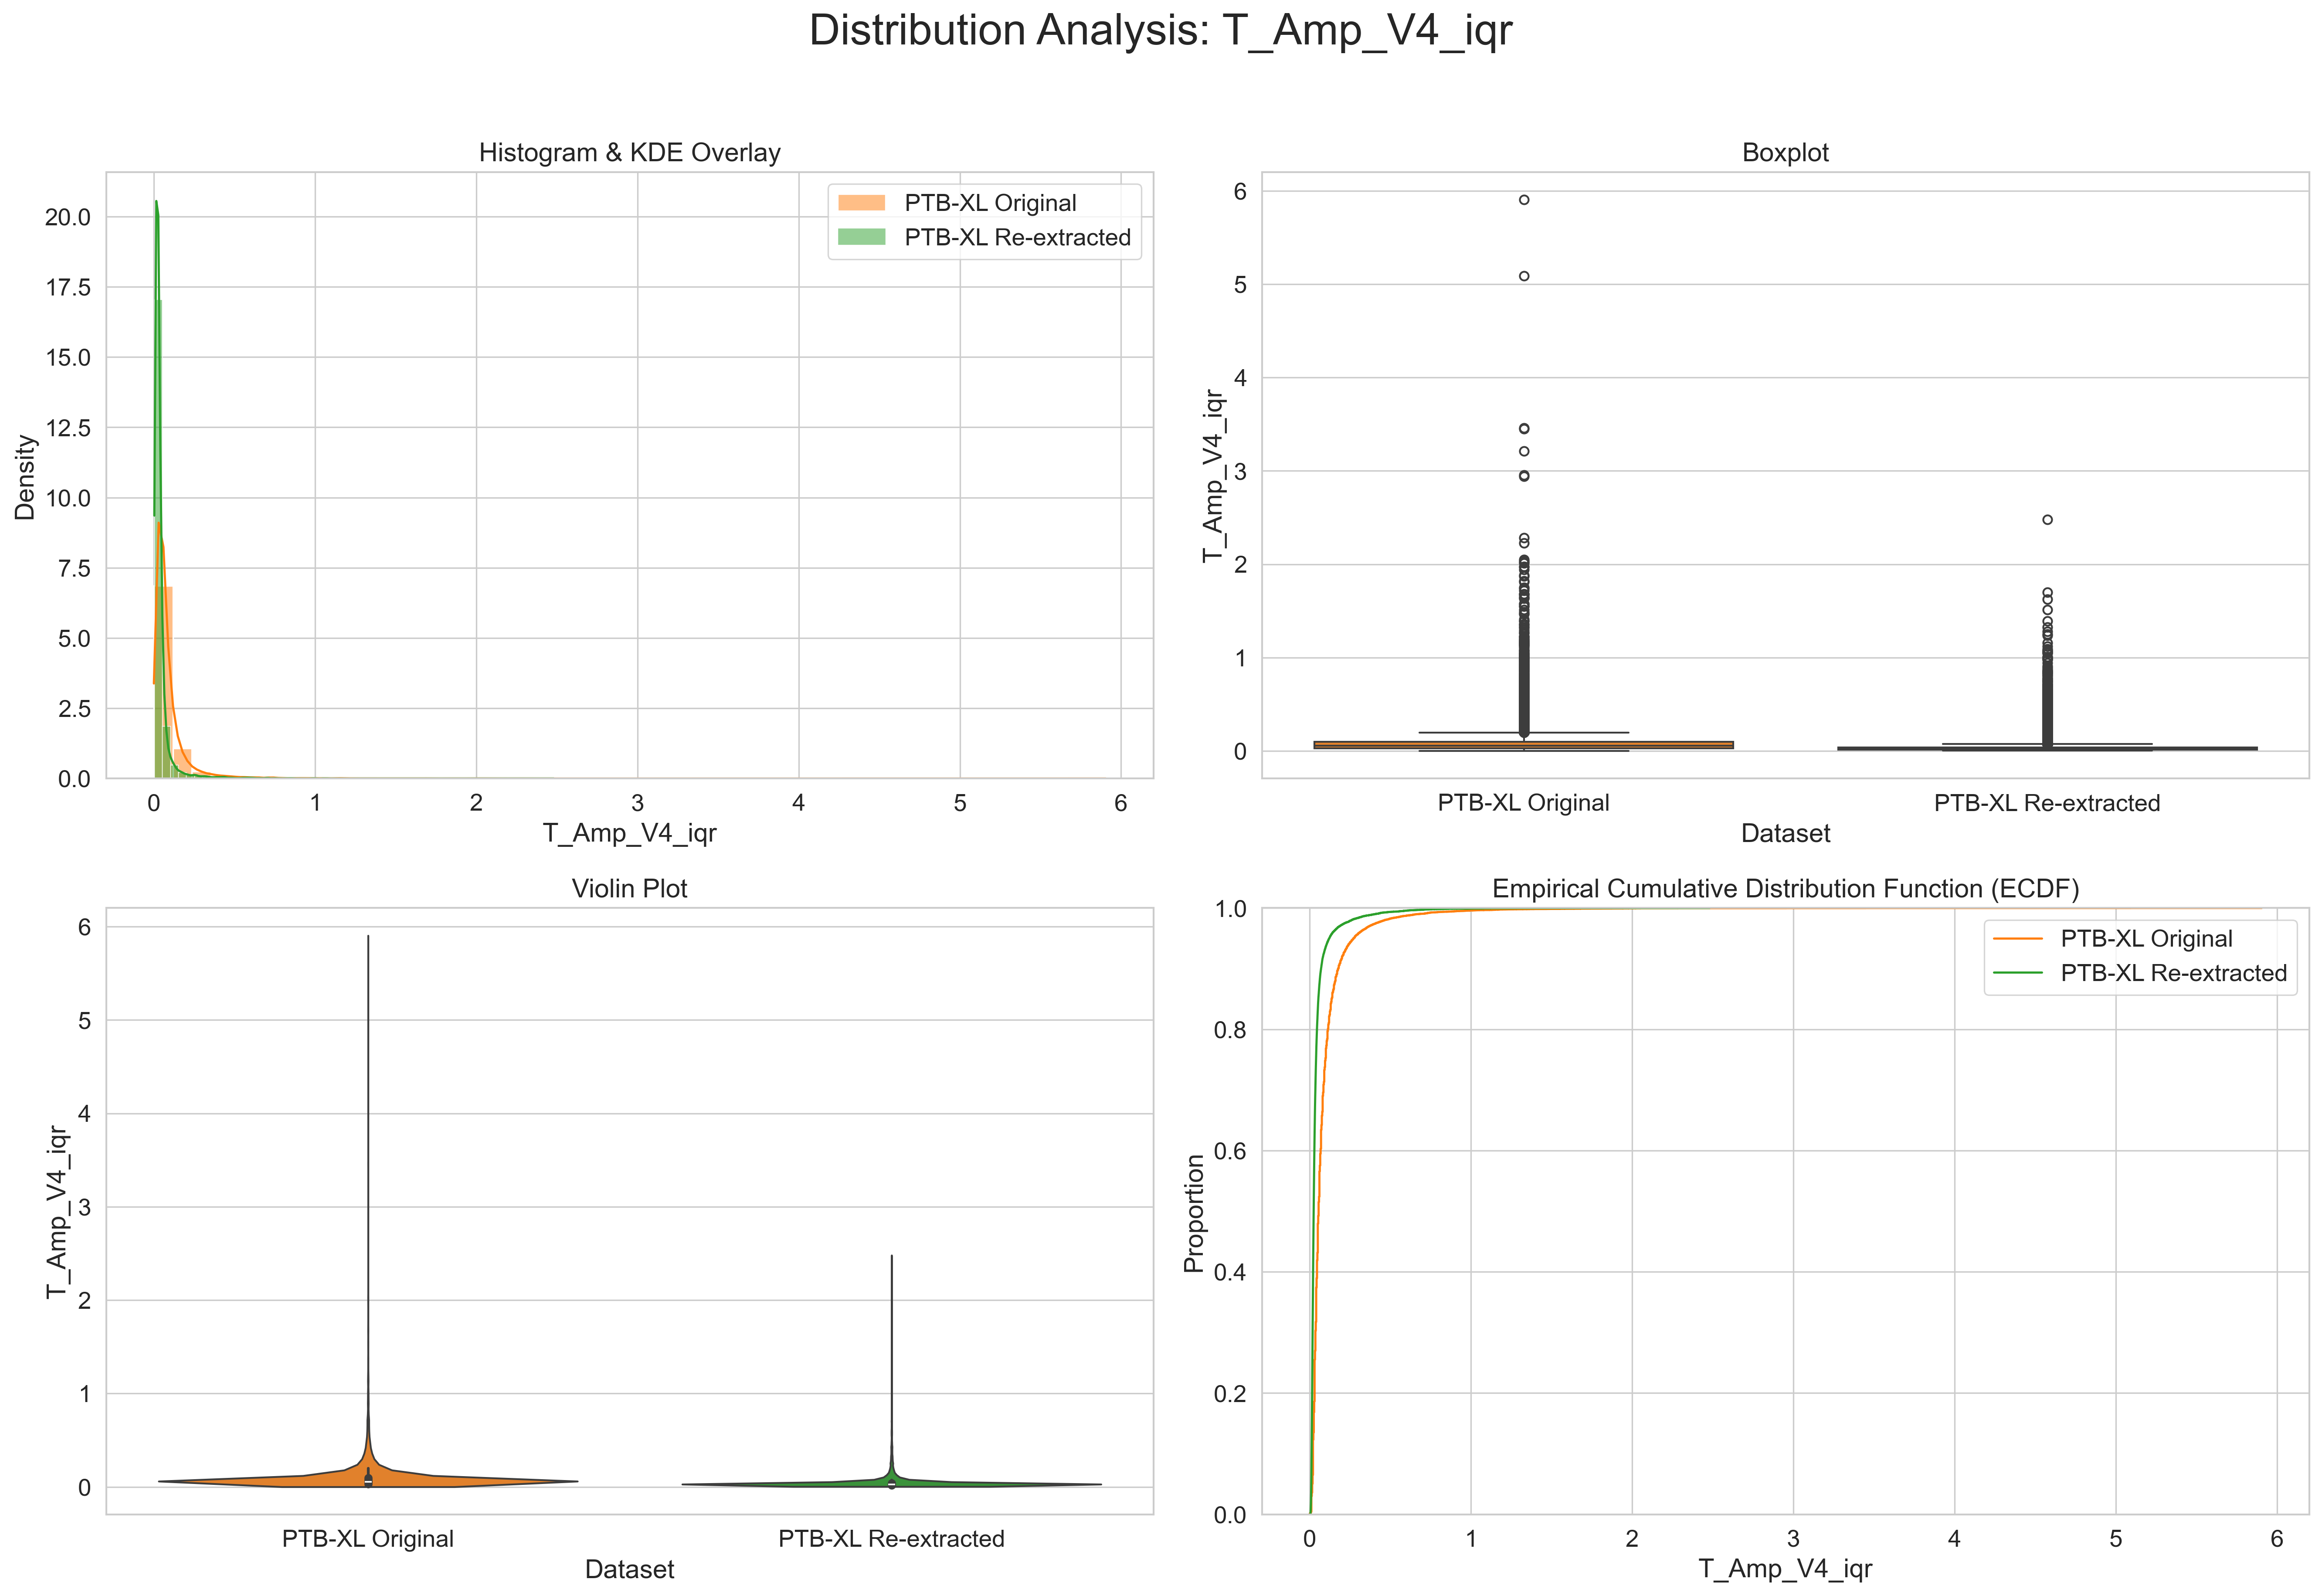 Distribution Analysis: T_Amp_V4_iqr
Histogram & KDE Overlay
PTB-XL Original
PTB-XL Re-extracted
Density
20.0
17.5
15.0
12.5
10.0
7.5
5.0
2.5
0.0
0 1 2 3 4 5 6
T_Amp_V4_iqr
Boxplot
T_Amp_V4_iqr
6
5
4
3
2
1
0
PTB-XL Original PTB-XL Re-extracted
Dataset
Violin Plot
T_Amp_V4_iqr
6
5
4
3
2
1
0
PTB-XL Original PTB-XL Re-extracted
Dataset
Empirical Cumulative Distribution Function (ECDF)
PTB-XL Original
PTB-XL Re-extracted
Proportion
1.0
0.8
0.6
0.4
0.2
0.0
0 1 2 3 4 5 6
T_Amp_V4_iqr